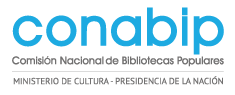 conabip
Comisión Nacional de Bibliotecas Populares
MINISTERIO DE CULTURA - PRESIDENCIA DE LA NACIÓN